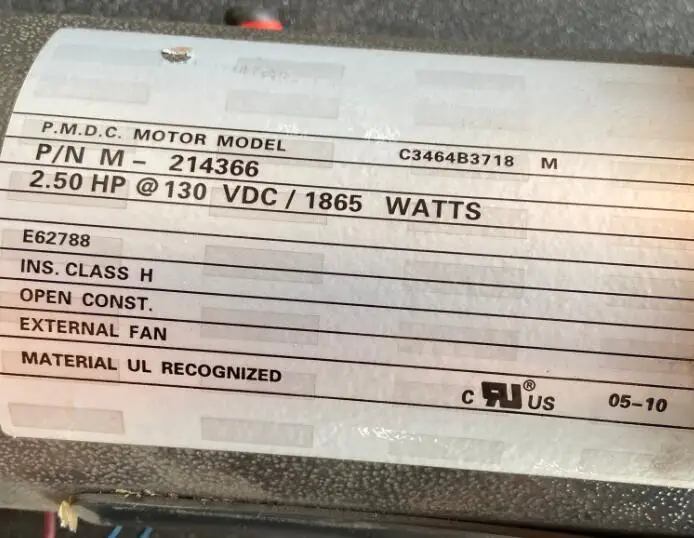 P.M.D.C. MOTOR MODEL C3464B3718 M
P/N M- 214366
2.50 HP @ 130 VDC / 1865 WATTS
E62788
INS. CLASS H
OPEN CONST.
EXTERNAL FAN
MATERIAL UL RECOGNIZED
C RU® US 05-10